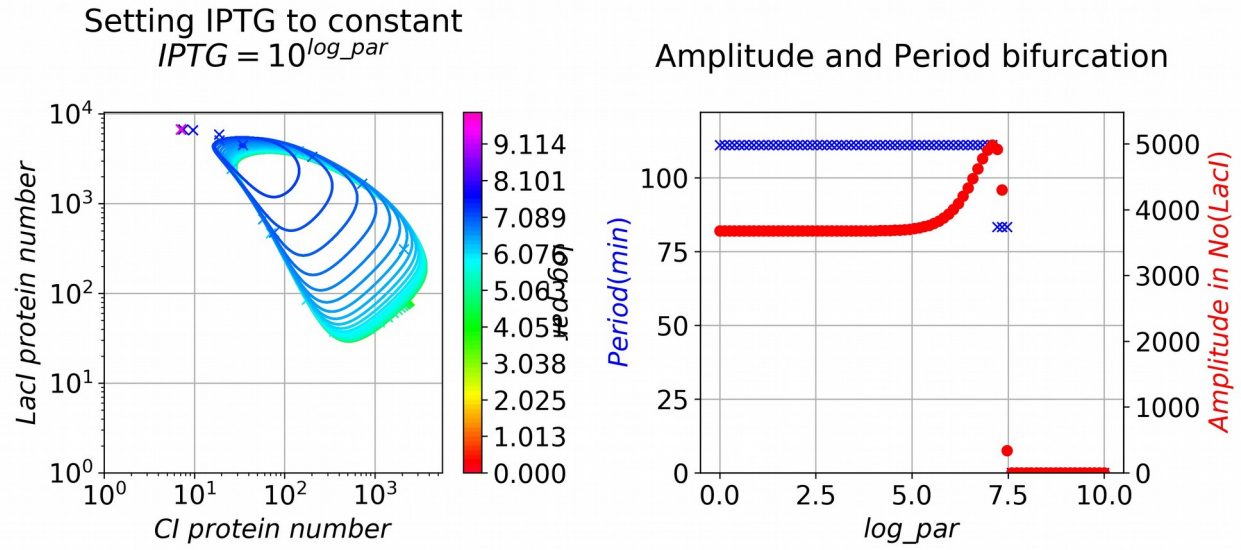 Setting IPTG to constant
IPTG = 10^{log_par}
10^4
10^3
10^2
10^1
10^0
LacI protein number
10^0 10^1 10^2 10^3
CI protein number
9.114
8.101
7.089
6.076
5.063
4.051
3.038
2.025
1.013
0.000
logpar
Amplitude and Period bifurcation
100
75
50
25
0
Period(min)
0.0 2.5 5.0 7.5 10.0
log_par
5000
4000
3000
2000
1000
0
Amplitude in No(LacI)